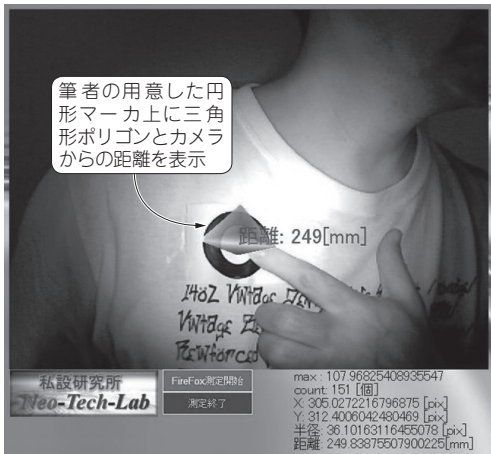 筆者の用意した円
形マーカ上に三角
形ポリゴンとカメラ
からの距離を表示
距離: 249[mm]
14oz Vintage
Vintage
Reinforced
私設研究所
Neo-Tech-Lab
FireFox測定開始
測定終了
max : 107.96825408935547
count: 151 [個]
X: 305.0272216796875 [pix]
Y: 312.4006042480469 [pix]
半径: 36.10163116455078 [pix]
距離: 249.83875507900225[mm]